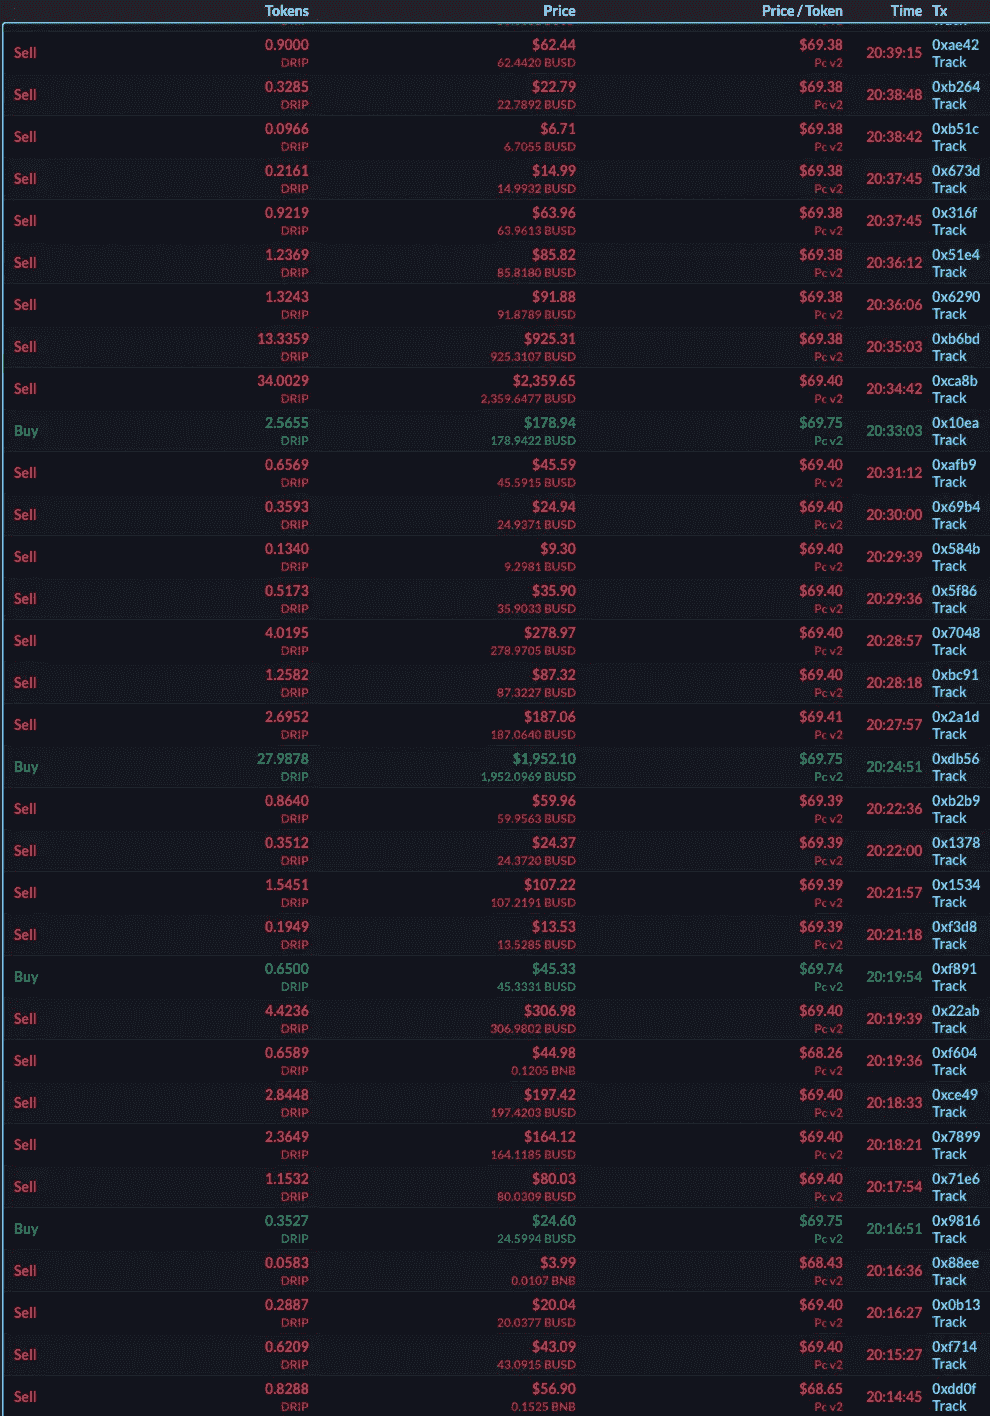 Tokens Price Price / Token Time Tx
Sell 0.9000 $62.44 $69.38 20:39:15 0xae42
DRIP 62.4420 BUSD Pc v2 Track
Sell 0.3285 $22.79 $69.38 20:38:48 0xb264
DRIP 22.7892 BUSD Pc v2 Track
Sell 0.0966 $6.71 $69.38 20:38:42 0xb51c
DRIP 6.7055 BUSD Pc v2 Track
Sell 0.2161 $14.99 $69.38 20:37:45 0x673d
DRIP 14.9932 BUSD Pc v2 Track
Sell 0.9219 $63.96 $69.38 20:37:45 0x316f
DRIP 63.9613 BUSD Pc v2 Track
Sell 1.2369 $85.82 $69.38 20:36:12 0x51e4
DRIP 85.8180 BUSD Pc v2 Track
Sell 1.3243 $91.88 $69.38 20:36:06 0x6290
DRIP 91.8789 BUSD Pc v2 Track
Sell 13.3359 $925.31 $69.38 20:35:03 0xb6bd
DRIP 925.3107 BUSD Pc v2 Track
Sell 34.0029 $2,359.65 $69.40 20:34:42 0xca8b
DRIP 2,359.6477 BUSD Pc v2 Track
Buy 2.5655 $178.94 $69.75 20:33:03 0x10ea
DRIP 178.9422 BUSD Pc v2 Track
Sell 0.6569 $45.59 $69.40 20:31:12 0xafb9
DRIP 45.5915 BUSD Pc v2 Track
Sell 0.3593 $24.94 $69.40 20:30:00 0x69b4
DRIP 24.9371 BUSD Pc v2 Track
Sell 0.1340 $9.30 $69.40 20:29:39 0x584b
DRIP 9.2981 BUSD Pc v2 Track
Sell 0.5173 $35.90 $69.40 20:29:36 0x5f86
DRIP 35.9033 BUSD Pc v2 Track
Sell 4.0195 $278.97 $69.40 20:28:57 0x7048
DRIP 278.9705 BUSD Pc v2 Track
Sell 1.2582 $87.32 $69.40 20:28:18 0xbc91
DRIP 87.3227 BUSD Pc v2 Track
Sell 2.6952 $187.06 $69.41 20:27:57 0x2a1d
DRIP 187.0640 BUSD Pc v2 Track
Buy 27.9878 $1,952.10 $69.75 20:24:51 0xdb56
DRIP 1,952.0969 BUSD Pc v2 Track
Sell 0.8640 $59.96 $69.39 20:22:36 0xb2b9
DRIP 59.9563 BUSD Pc v2 Track
Sell 0.3512 $24.37 $69.39 20:22:00 0x1378
DRIP 24.3720 BUSD Pc v2 Track
Sell 1.5451 $107.22 $69.39 20:21:57 0x1534
DRIP 107.2191 BUSD Pc v2 Track
Sell 0.1949 $13.53 $69.39 20:21:18 0xf3d8
DRIP 13.5285 BUSD Pc v2 Track
Buy 0.6500 $45.33 $69.74 20:19:54 0xf891
DRIP 45.3331 BUSD Pc v2 Track
Sell 4.4236 $306.98 $69.40 20:19:39 0x22ab
DRIP 306.9802 BUSD Pc v2 Track
Sell 0.6589 $44.98 $68.26 20:19:36 0xf604
DRIP 0.1205 BNB Pc v2 Track
Sell 2.8448 $197.42 $69.40 20:18:33 0xce49
DRIP 197.4203 BUSD Pc v2 Track
Sell 2.3649 $164.12 $69.40 20:18:21 0x7899
DRIP 164.1185 BUSD Pc v2 Track
Sell 1.1532 $80.03 $69.40 20:17:54 0x71e6
DRIP 80.0309 BUSD Pc v2 Track
Buy 0.3527 $24.60 $69.75 20:16:51 0x9816
DRIP 24.5994 BUSD Pc v2 Track
Sell 0.0583 $3.99 $68.43 20:16:36 0x88ee
DRIP 0.0107 BNB Pc v2 Track
Sell 0.2887 $20.04 $69.40 20:16:27 0x0b13
DRIP 20.0377 BUSD Pc v2 Track
Sell 0.6209 $43.09 $69.40 20:15:27 0xf714
DRIP 43.0915 BUSD Pc v2 Track
Sell 0.8288 $56.90 $68.65 20:14:45 0xdd0f
DRIP 0.1525 BNB Pc v2 Track